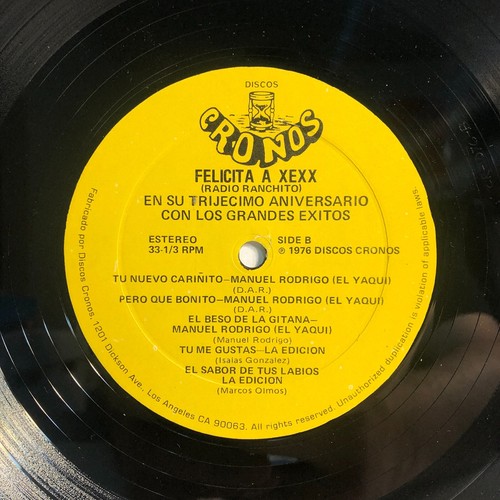 DISCOS
CRONOS
FELICITA A XEXX
(RADIO RANCHITO)
EN SU TRIJECIMO ANIVERSARIO
CON LOS GRANDES EXITOS
ESTEREO
33-1/3 RPM
SIDE B
℗ 1976 DISCOS CRONOS
TU NUEVO CARIÑITO—MANUEL RODRIGO (EL YAQUI)
(D.A.R.)
PERO QUE BONITO—MANUEL RODRIGO (EL YAQUI)
(D.A.R.)
EL BESO DE LA GITANA—
MANUEL RODRIGO (EL YAQUI)
(Manuel Rodrigo)
TU ME GUSTAS—LA EDICION
(Isaias Gonzalez)
EL SABOR DE TUS LABIOS
LA EDICION
(Marcos Olmos)
Fabricado por Discos Cronos, 1201 Dickson Ave., Los Angeles CA 90063. All rights reserved. Unauthorized duplication is violation of applicable laws.